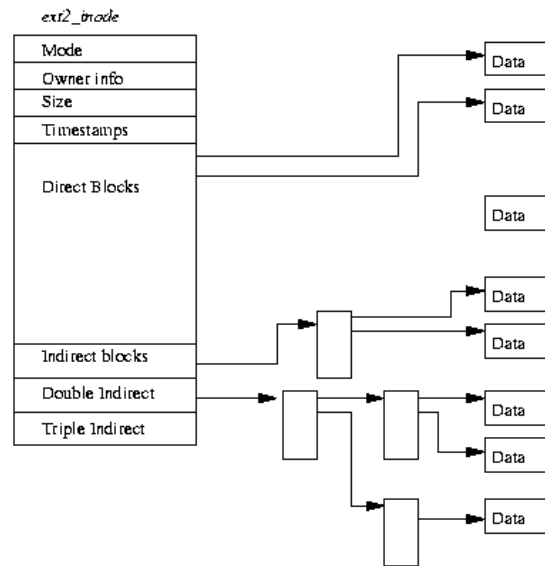 ext2_inode
Mode
Owner info
Size
Timestamps
Direct Blocks
Indirect blocks
Double Indirect
Triple Indirect
Data
Data
Data
Data
Data
Data
Data
Data